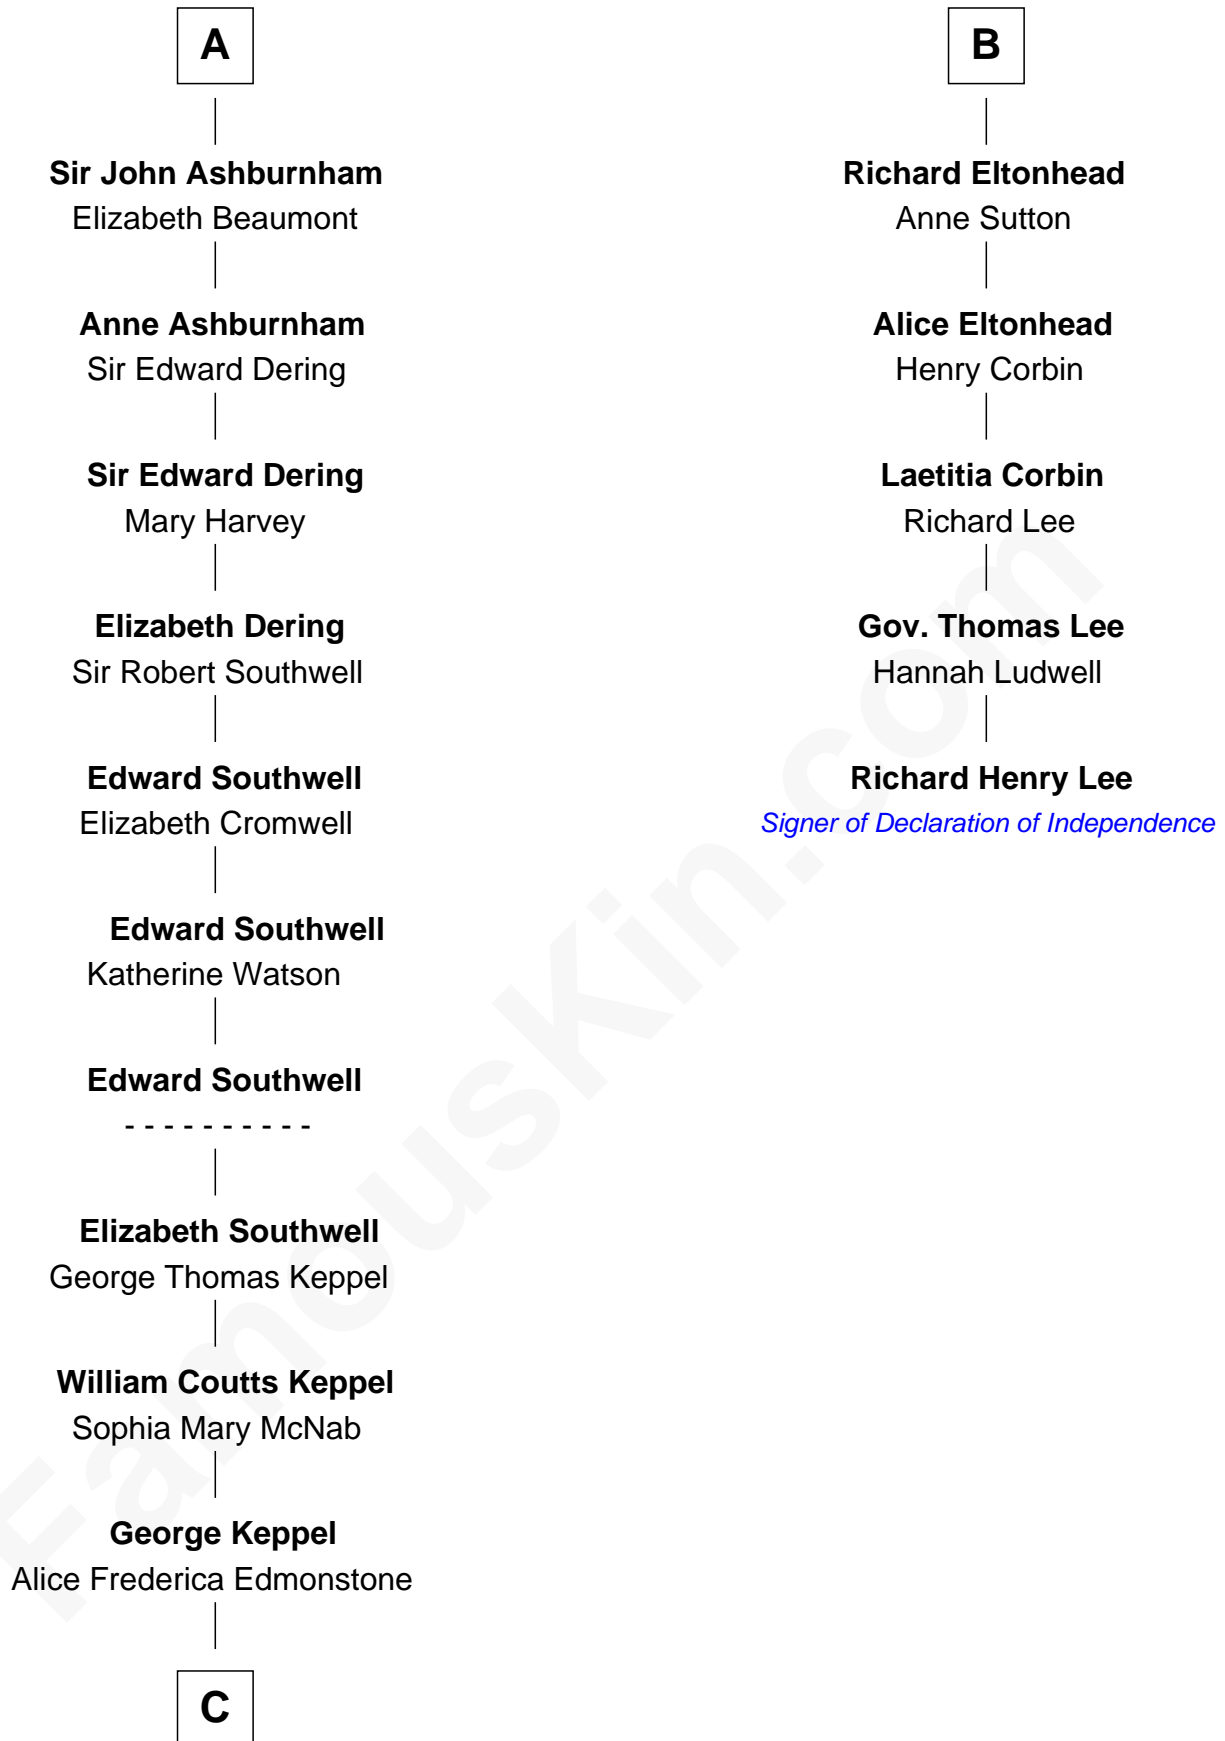 A
Sir John Ashburnham
Elizabeth Beaumont
Anne Ashburnham
Sir Edward Dering
Sir Edward Dering
Mary Harvey
Elizabeth Dering
Sir Robert Southwell
Edward Southwell
Elizabeth Cromwell
Edward Southwell
Katherine Watson
Edward Southwell
- - - - - - - - - -
Elizabeth Southwell
George Thomas Keppel
William Coutts Keppel
Sophia Mary McNab
George Keppel
Alice Frederica Edmonstone
C
B
Richard Eltonhead
Anne Sutton
Alice Eltonhead
Henry Corbin
Laetitia Corbin
Richard Lee
Gov. Thomas Lee
Hannah Ludwell
Richard Henry Lee
Signer of Declaration of Independence
FamousKin.com